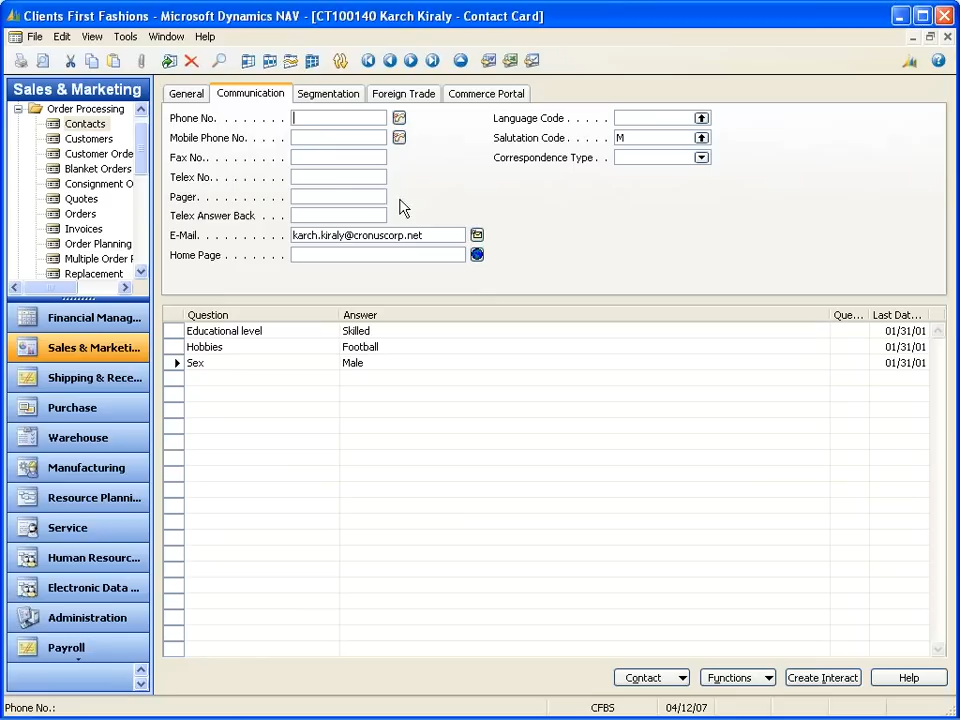 Clients First Fashions - Microsoft Dynamics NAV - [CT100140 Karch Kiraly - Contact Card]
File Edit View Tools Window Help
Sales & Marketing
Order Processing
Contacts
Customers
Customer Orde
Blanket Orders
Consignment O
Quotes
Orders
Invoices
Order Planning
Multiple Order F
Replacement
Financial Manag...
Sales & Marketi...
Shipping & Rece...
Purchase
Warehouse
Manufacturing
Resource Planni...
Service
Human Resourc...
Electronic Data ...
Administration
Payroll
General Communication Segmentation Foreign Trade Commerce Portal
Phone No. . . . . . . . .
Mobile Phone No. . . . . .
Fax No.. . . . . . . . . .
Telex No. . . . . . . . . .
Pager. . . . . . . . . . .
Telex Answer Back . . .
E-Mail. . . . . . . . . . . karch.kiraly@cronuscorp.net
Home Page . . . . . . .
Language Code . . . . .
Salutation Code . . . . . M
Correspondence Type . .
Question Answer Que... Last Dat...
Educational level Skilled 01/31/01
Hobbies Football 01/31/01
Sex Male 01/31/01
Contact Functions Create Interact Help
Phone No.: CFBS 04/12/07